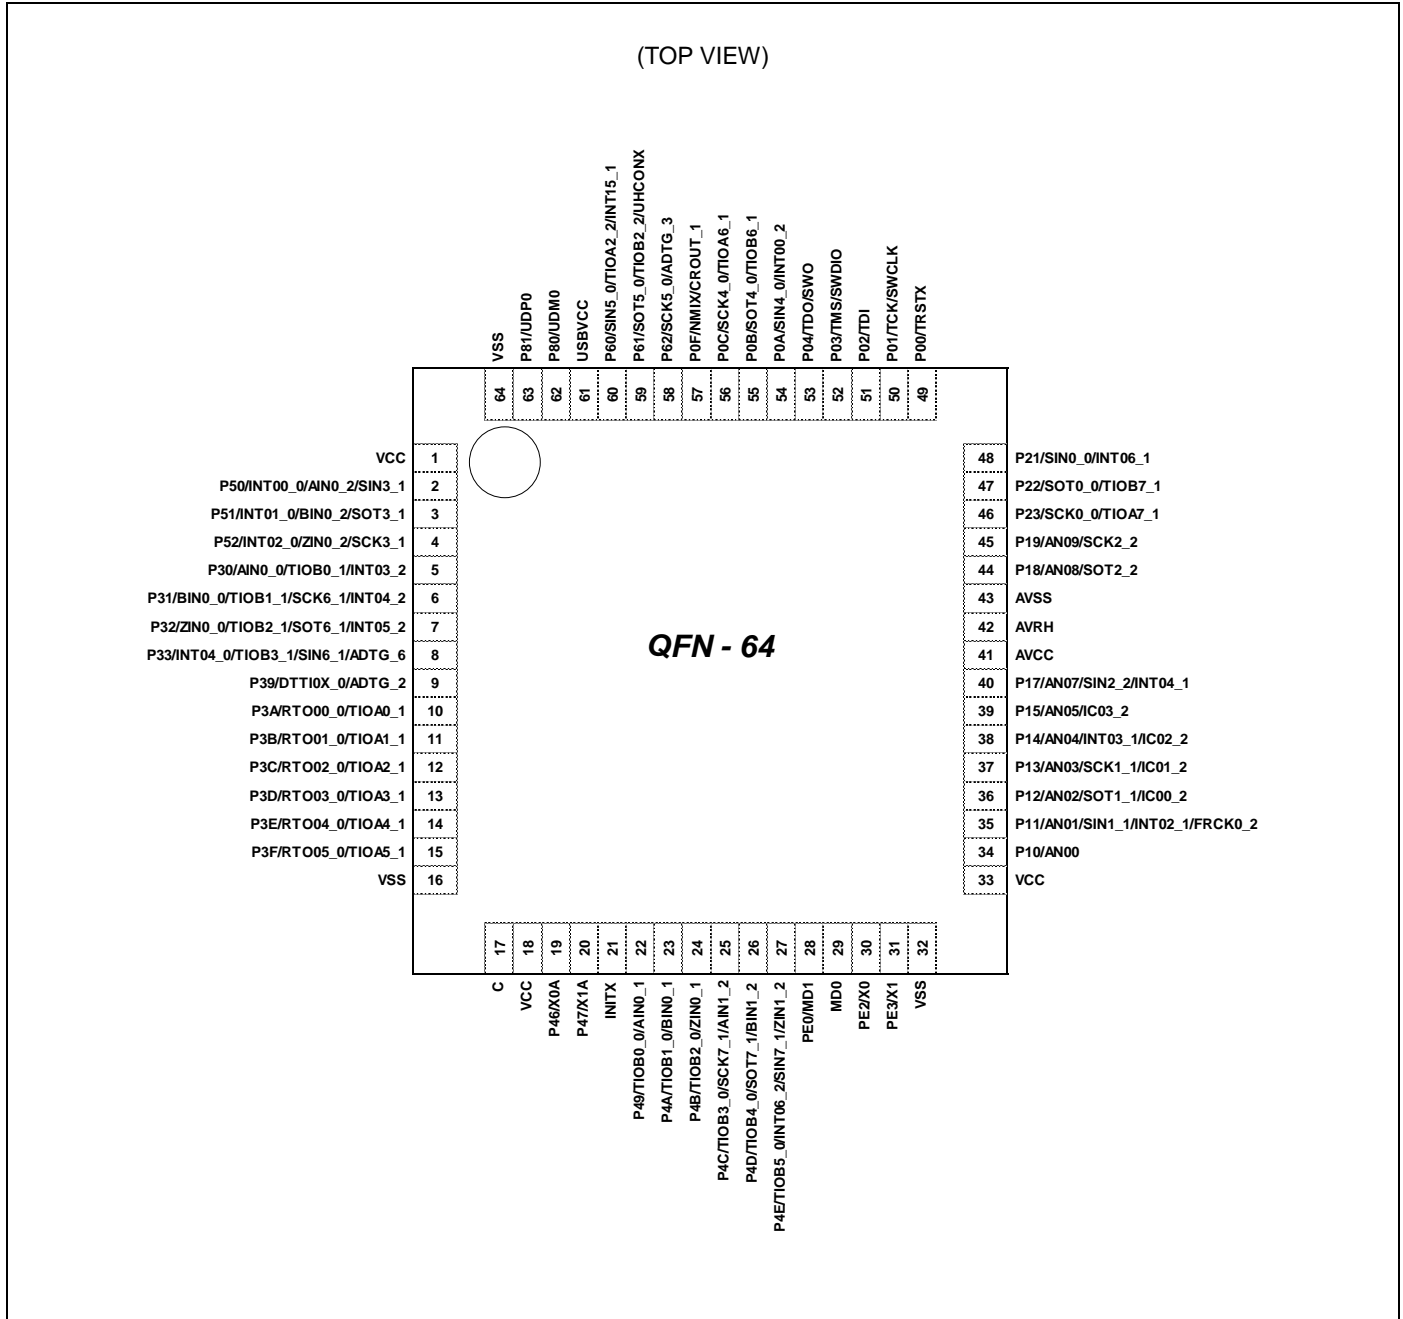 (TOP VIEW)
VSS
P81/UDP0
P80/UDM0
USBVCC
P60/SIN5_0/TIOA2_2/INT15_1
P61/SOT5_0/TIOB2_2/UHCONX
P62/SCK5_0/ADTG_3
P0F/NMIX/CROUT_1
P0C/SCK4_0/TIOA6_1
P0B/SOT4_0/TIOB6_1
P0A/SIN4_0/INT00_2
P04/TDO/SWO
P03/TMS/SWDIO
P02/TDI
P01/TCK/SWCLK
P00/TRSTX
64
63
62
61
60
59
58
57
56
55
54
53
52
51
50
49
VCC 1
P50/INT00_0/AIN0_2/SIN3_1 2
P51/INT01_0/BIN0_2/SOT3_1 3
P52/INT02_0/ZIN0_2/SCK3_1 4
P30/AIN0_0/TIOB0_1/INT03_2 5
P31/BIN0_0/TIOB1_1/SCK6_1/INT04_2 6
P32/ZIN0_0/TIOB2_1/SOT6_1/INT05_2 7
P33/INT04_0/TIOB3_1/SIN6_1/ADTG_6 8
P39/DTTI0X_0/ADTG_2 9
P3A/RTO00_0/TIOA0_1 10
P3B/RTO01_0/TIOA1_1 11
P3C/RTO02_0/TIOA2_1 12
P3D/RTO03_0/TIOA3_1 13
P3E/RTO04_0/TIOA4_1 14
P3F/RTO05_0/TIOA5_1 15
VSS 16
QFN - 64
48 P21/SIN0_0/INT06_1
47 P22/SOT0_0/TIOB7_1
46 P23/SCK0_0/TIOA7_1
45 P19/AN09/SCK2_2
44 P18/AN08/SOT2_2
43 AVSS
42 AVRH
41 AVCC
40 P17/AN07/SIN2_2/INT04_1
39 P15/AN05/IC03_2
38 P14/AN04/INT03_1/IC02_2
37 P13/AN03/SCK1_1/IC01_2
36 P12/AN02/SOT1_1/IC00_2
35 P11/AN01/SIN1_1/INT02_1/FRCK0_2
34 P10/AN00
33 VCC
17
18
19
20
21
22
23
24
25
26
27
28
29
30
31
32
C
VCC
P46/X0A
P47/X1A
INITX
P49/TIOB0_0/AIN0_1
P4A/TIOB1_0/BIN0_1
P4B/TIOB2_0/ZIN0_1
P4C/TIOB3_0/SCK7_1/AIN1_2
P4D/TIOB4_0/SOT7_1/BIN1_2
P4E/TIOB5_0/INT06_2/SIN7_1/ZIN1_2
PE0/MD1
MD0
PE2/X0
PE3/X1
VSS